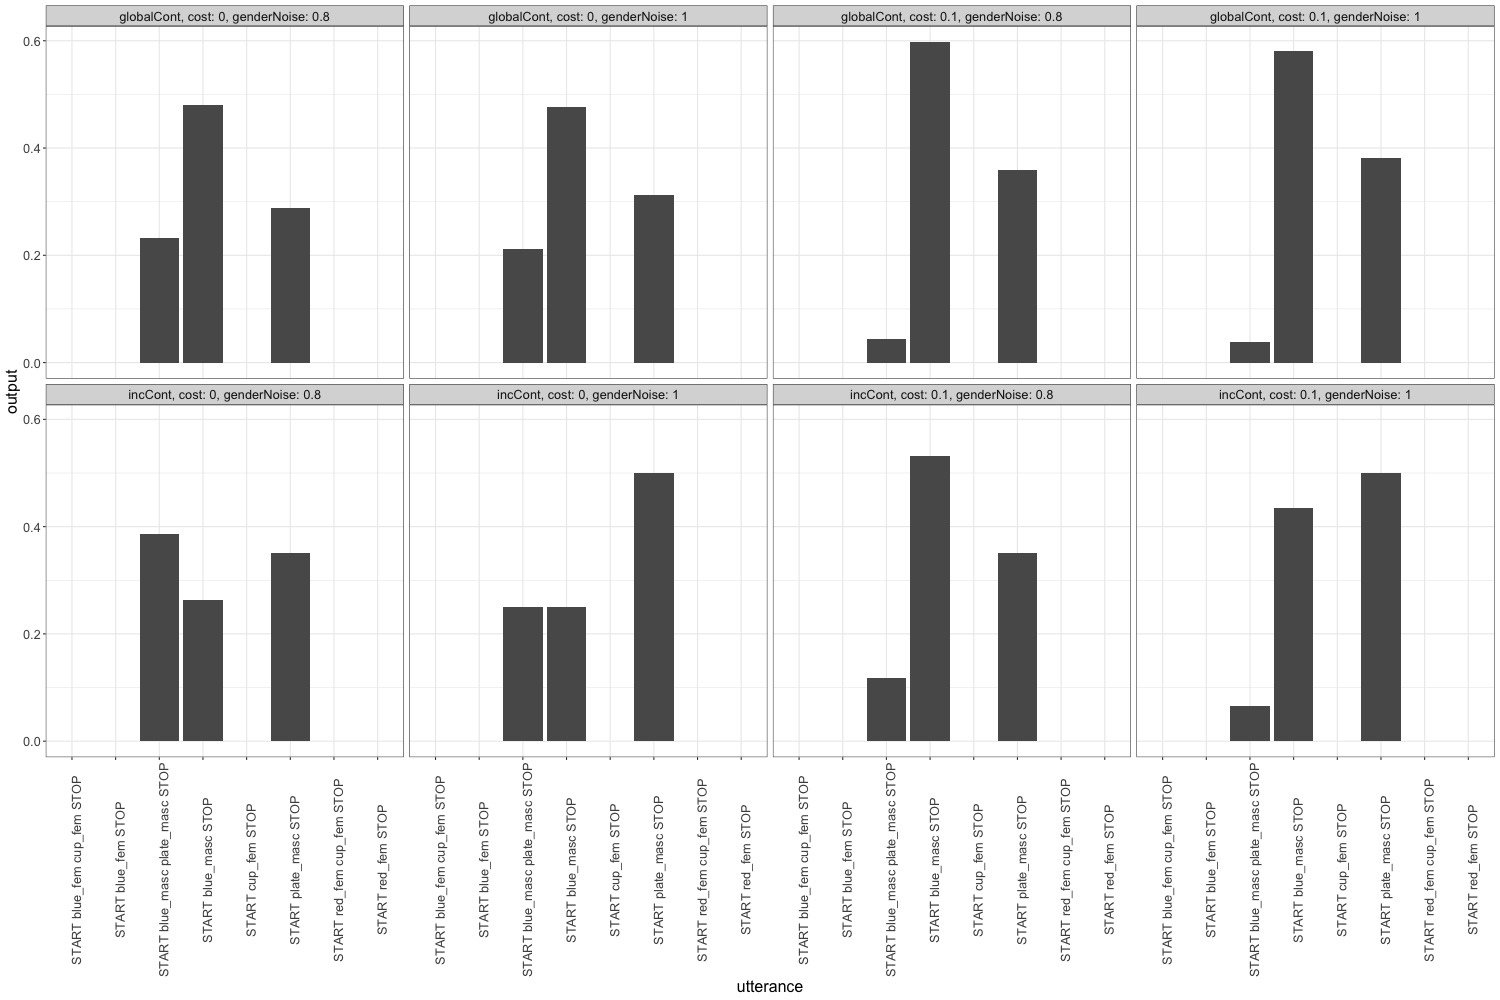 globalCont, cost: 0, genderNoise: 0.8
globalCont, cost: 0, genderNoise: 1
globalCont, cost: 0.1, genderNoise: 0.8
globalCont, cost: 0.1, genderNoise: 1
0.6
0.4
0.2
0.0
incCont, cost: 0, genderNoise: 0.8
incCont, cost: 0, genderNoise: 1
incCont, cost: 0.1, genderNoise: 0.8
incCont, cost: 0.1, genderNoise: 1
0.6
0.4
0.2
0.0
output
START blue_fem cup_fem STOP
START blue_fem STOP
START blue_masc plate_masc STOP
START blue_masc STOP
START cup_fem STOP
START plate_masc STOP
START red_fem cup_fem STOP
START red_fem STOP
START blue_fem cup_fem STOP
START blue_fem STOP
START blue_masc plate_masc STOP
START blue_masc STOP
START cup_fem STOP
START plate_masc STOP
START red_fem cup_fem STOP
START red_fem STOP
START blue_fem cup_fem STOP
START blue_fem STOP
START blue_masc plate_masc STOP
START blue_masc STOP
START cup_fem STOP
START plate_masc STOP
START red_fem cup_fem STOP
START red_fem STOP
START blue_fem cup_fem STOP
START blue_fem STOP
START blue_masc plate_masc STOP
START blue_masc STOP
START cup_fem STOP
START plate_masc STOP
START red_fem cup_fem STOP
START red_fem STOP
utterance